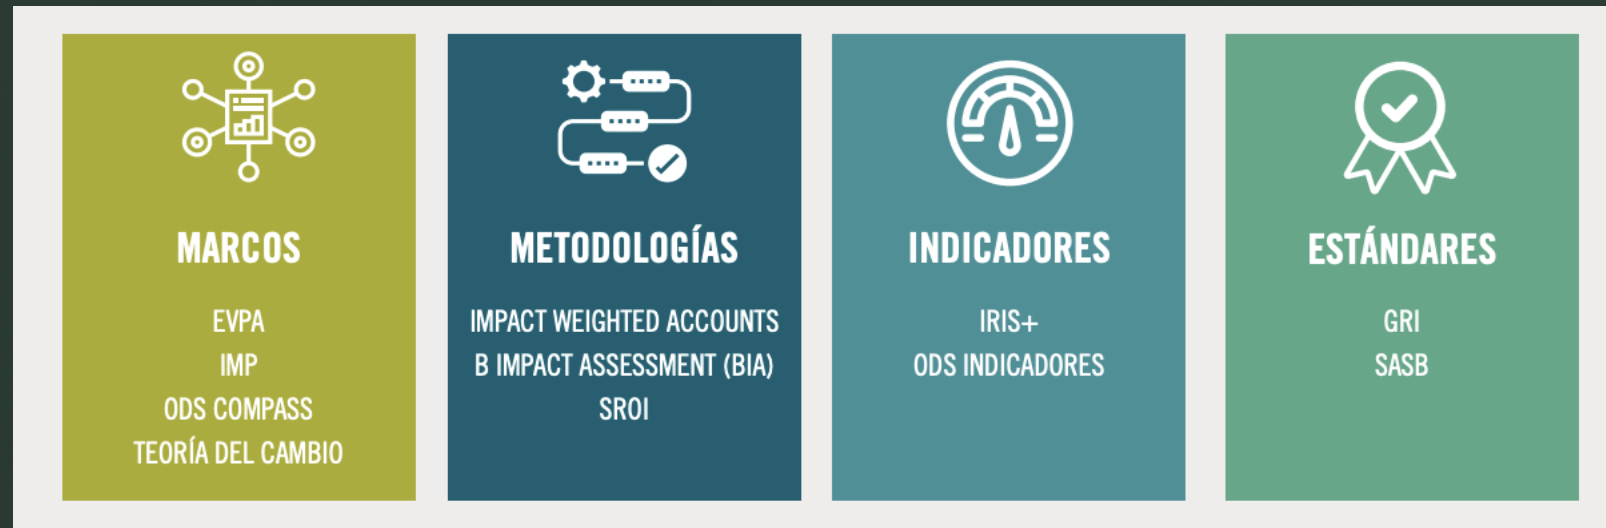 MARCOS
EVPA
IMP
ODS COMPASS
TEORÍA DEL CAMBIO
METODOLOGÍAS
IMPACT WEIGHTED ACCOUNTS
B IMPACT ASSESSMENT (BIA)
SROI
INDICADORES
IRIS+
ODS INDICADORES
ESTÁNDARES
GRI
SASB